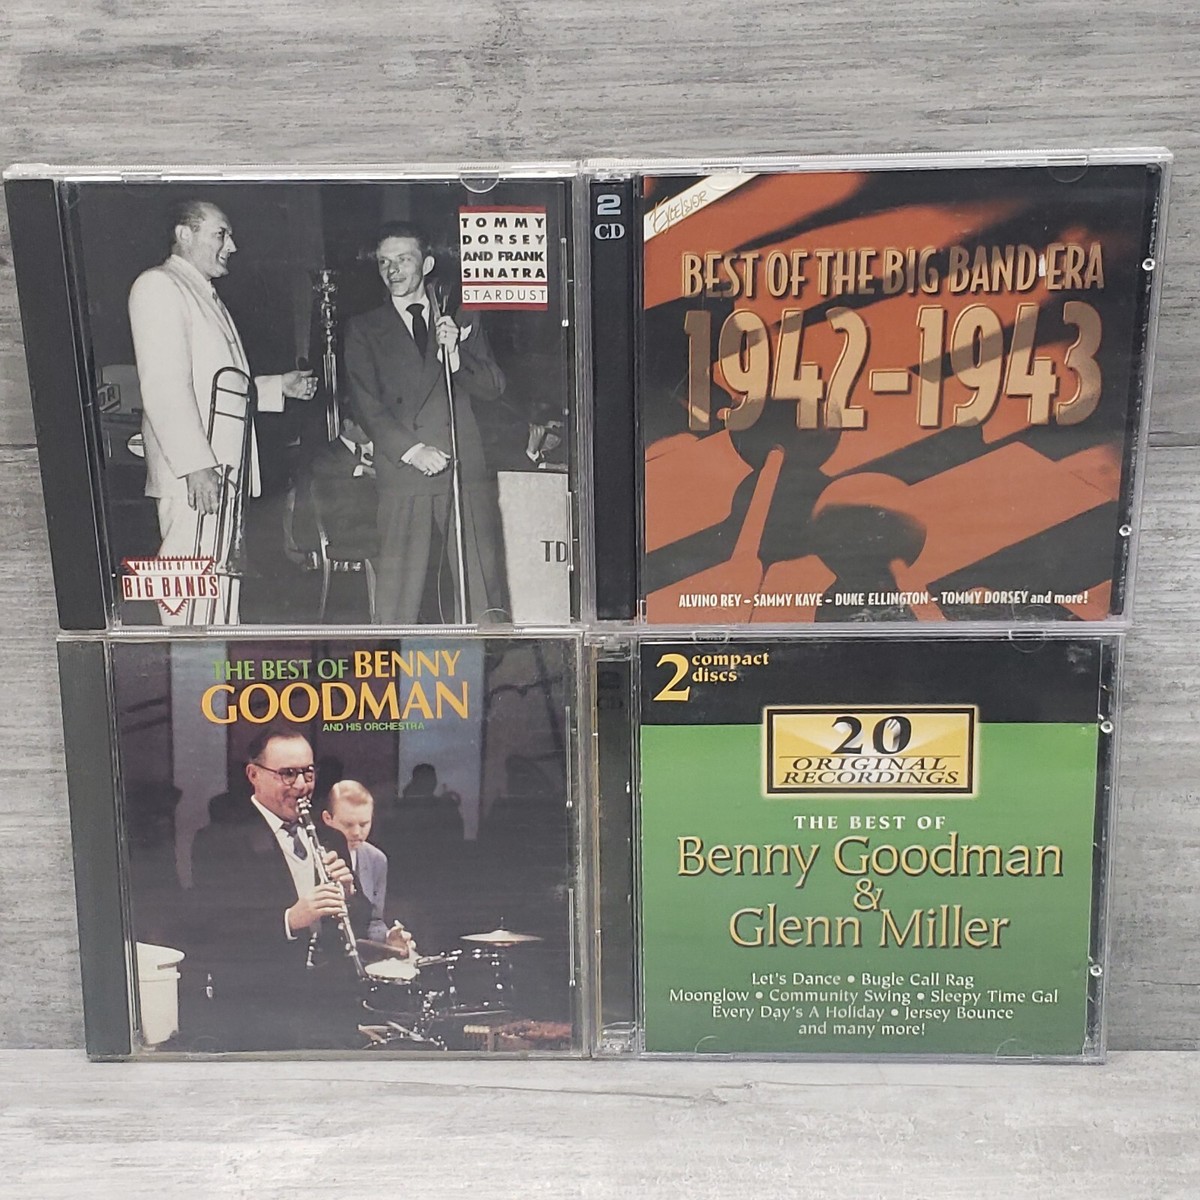 TOMMY
DORSEY
AND FRANK
SINATRA
STARDUST
TD
MASTERS OF THE
BIG BANDS
2
CD
EXCELSIOR
BEST OF THE BIG BAND ERA
1942-1943
ALVINO REY – SAMMY KAYE – DUKE ELLINGTON – TOMMY DORSEY and more!
THE BEST OF BENNY
GOODMAN
AND HIS ORCHESTRA
2
CD
2 compact
discs
20
ORIGINAL
RECORDINGS
THE BEST OF
Benny Goodman
&
Glenn Miller
Let's Dance • Bugle Call Rag
Moonglow • Community Swing • Sleepy Time Gal
Every Day's A Holiday • Jersey Bounce
and many more!